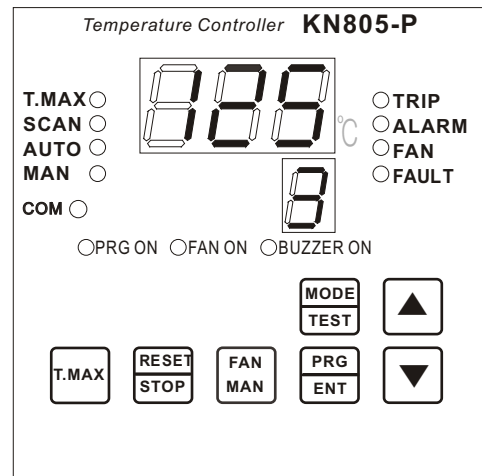 Temperature Controller KN805-P
125
°C
T.MAX
SCAN
AUTO
MAN
COM
TRIP
ALARM
FAN
FAULT
3
PRG ON FAN ON BUZZER ON
MODE
TEST
T.MAX
RESET
STOP
FAN
MAN
PRG
ENT